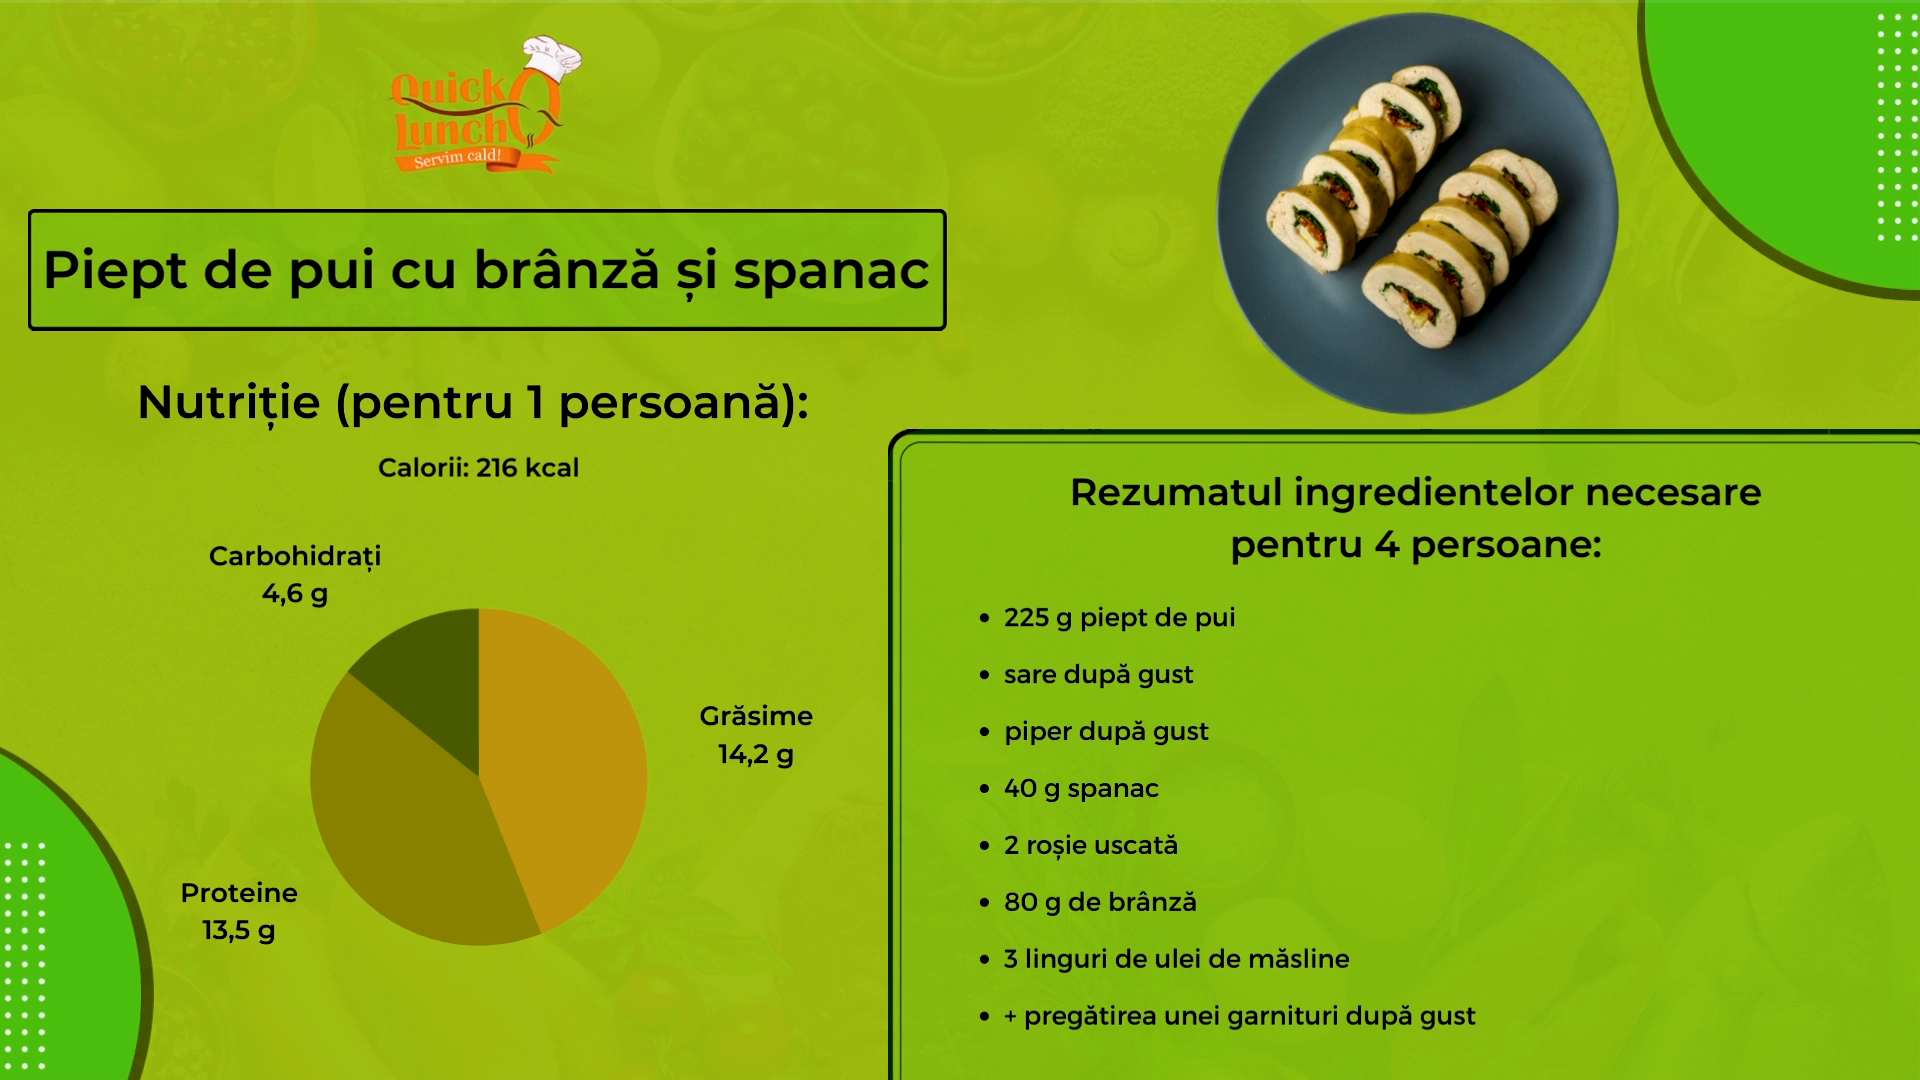 Quick
Lunch
Servim cald!
Piept de pui cu brânză și spanac
Nutriție (pentru 1 persoană):
Calorii: 216 kcal
Carbohidrați
4,6 g
Grăsime
14,2 g
Proteine
13,5 g
Rezumatul ingredientelor necesare
pentru 4 persoane:
• 225 g piept de pui
• sare după gust
• piper după gust
• 40 g spanac
• 2 roșie uscată
• 80 g de brânză
• 3 linguri de ulei de măsline
• + pregătirea unei garnituri după gust